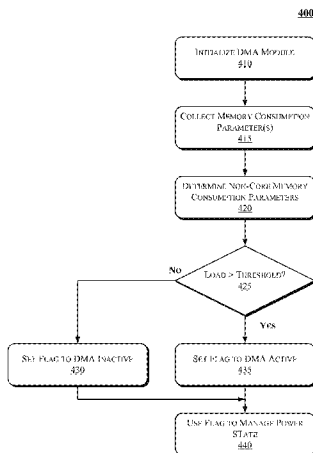 400
INITIALIZE DMA MODULE
410
COLLECT MEMORY CONSUMPTION
PARAMETER(S)
415
DETERMINE NON-CORE MEMORY
CONSUMPTION PARAMETERS
420
LOAD > THRESHOLD?
425
NO
YES
SET FLAG TO DMA INACTIVE
430
SET FLAG TO DMA ACTIVE
435
USE FLAG TO MANAGE POWER
STATE
440